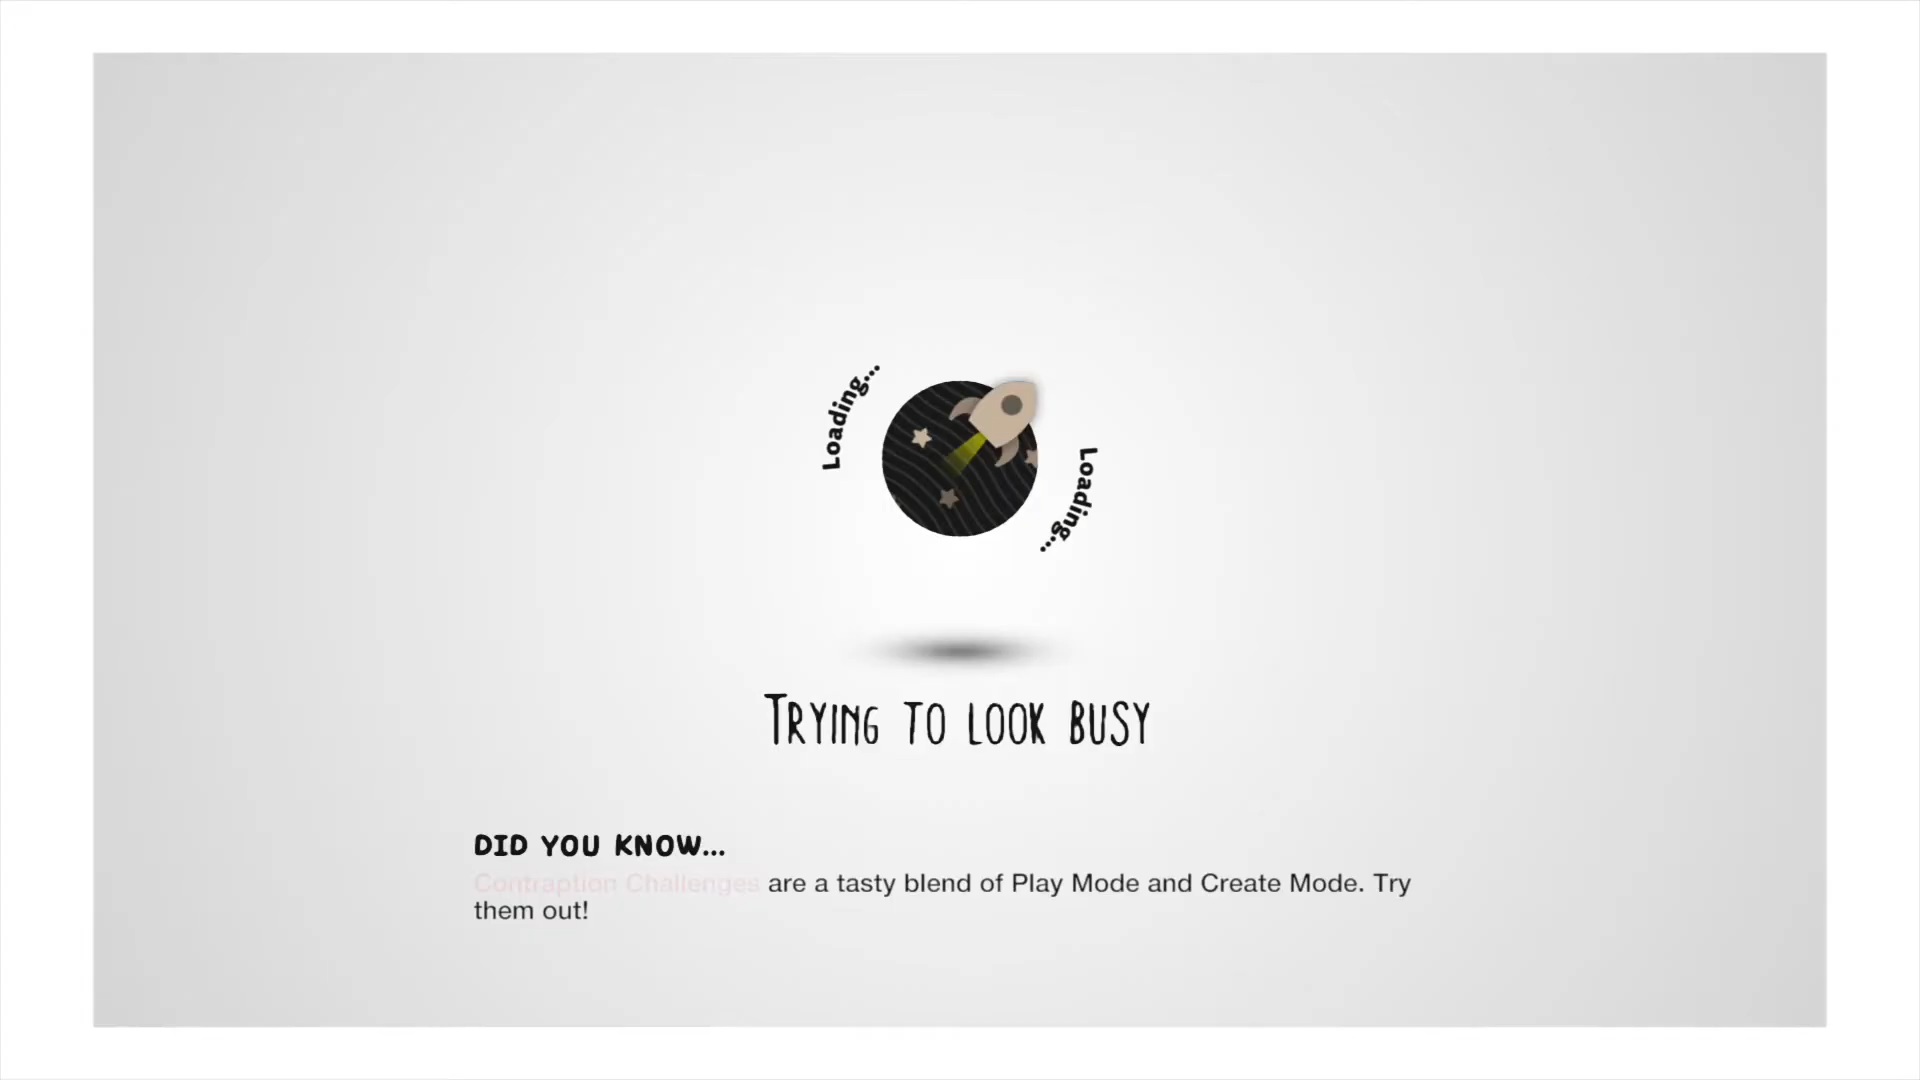 Loading...
Loading...
Trying to look busy
DID YOU KNOW...
Contraption Challenges are a tasty blend of Play Mode and Create Mode. Try
them out!